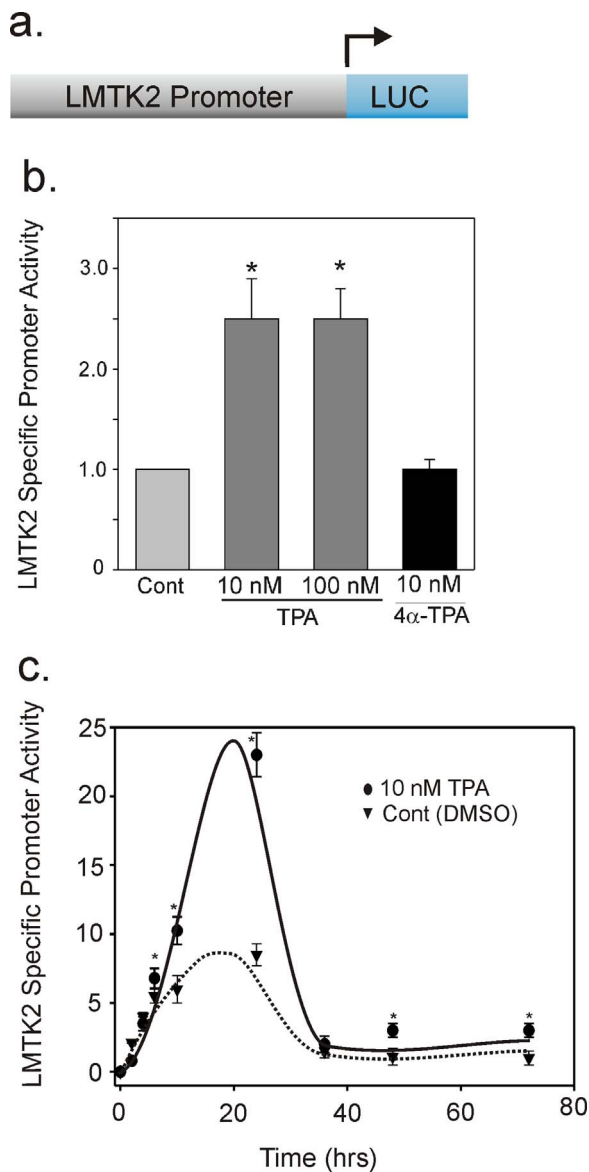 a.
LMTK2 Promoter LUC
b.
LMTK2 Specific Promoter Activity
3.0
2.0
1.0
0
* *
Cont 10 nM 100 nM 10 nM
TPA 4α-TPA
c.
LMTK2 Specific Promoter Activity
25
20
15
10
5
0
* * * * *
10 nM TPA
Cont (DMSO)
0 20 40 60 80
Time (hrs)